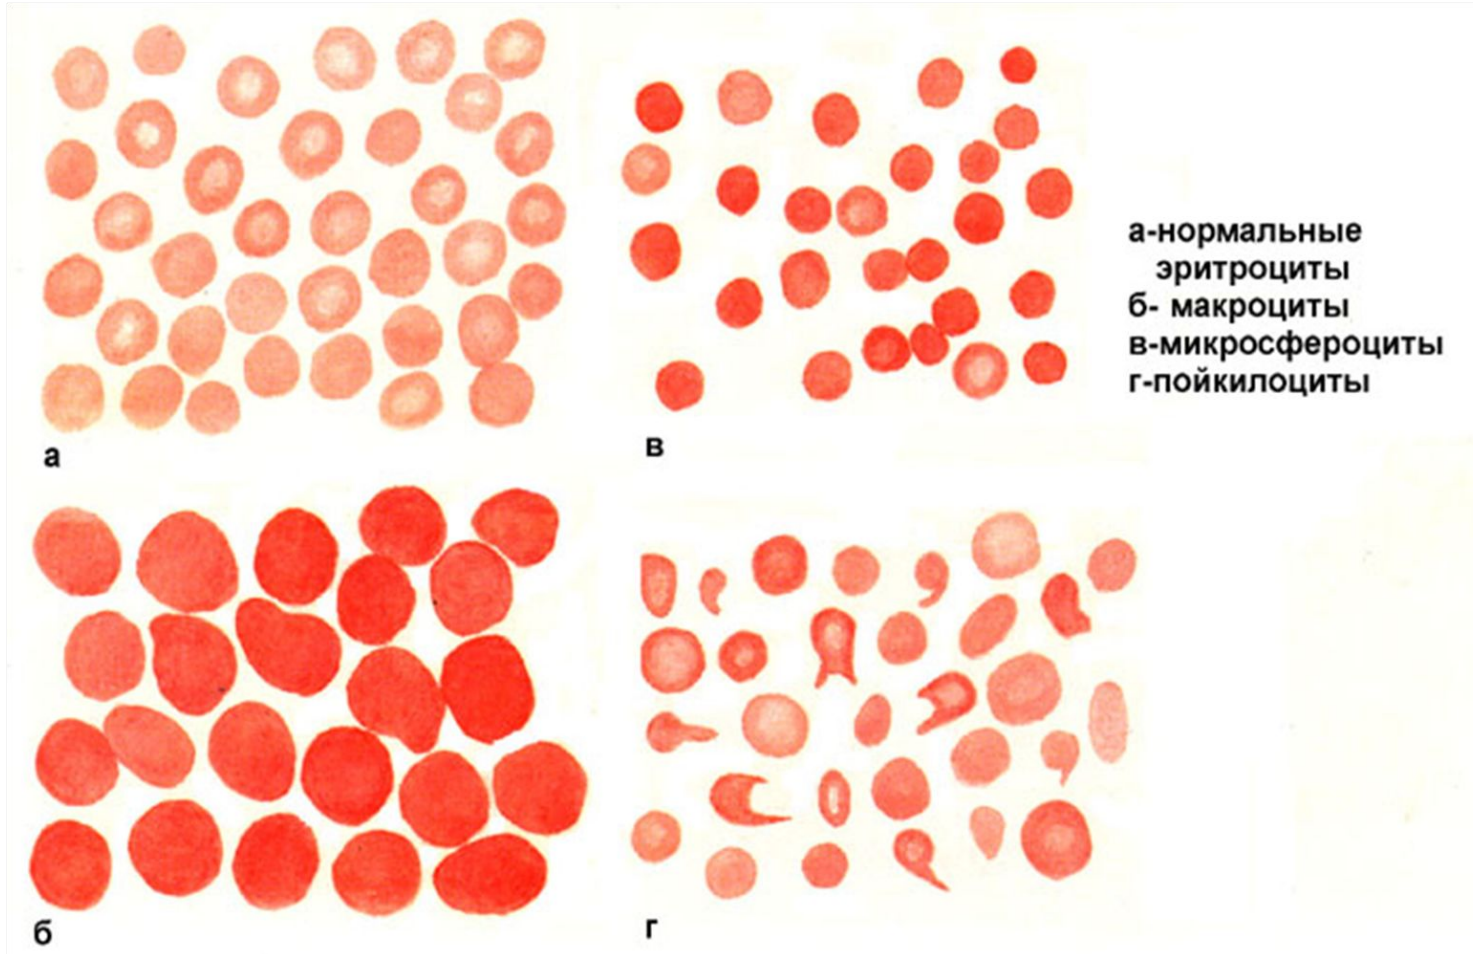 а
в
а-нормальные
эритроциты
б- макроциты
в-микросфероциты
г-пойкилоциты
б
г